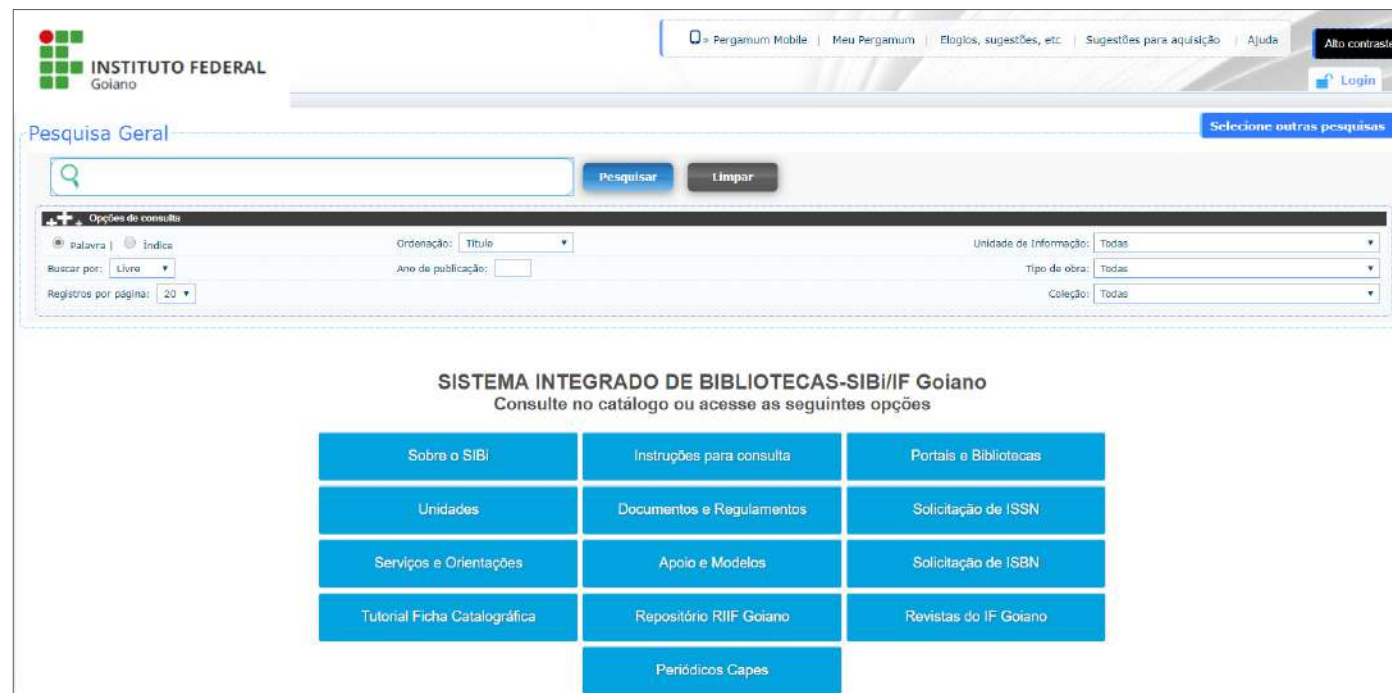 INSTITUTO FEDERAL
Goiano
» Pergamum Mobile | Meu Pergamum | Elogios, sugestões, etc | Sugestões para aquisição | Ajuda
Alto contraste
Login
Pesquisa Geral
Selecione outras pesquisas
Pesquisar Limpar
Opções de consulta
Palavra | Índice Ordenação: Título Unidade de Informação: Todas
Buscar por: Livre Ano de publicação: Tipo de obra: Todas
Registros por página: 20 Coleção: Todas
SISTEMA INTEGRADO DE BIBLIOTECAS-SIBi/IF Goiano
Consulte no catálogo ou acesse as seguintes opções
Sobre o SIBi Instruções para consulta Portais e Bibliotecas
Unidades Documentos e Regulamentos Solicitação de ISSN
Serviços e Orientações Apoio e Modelos Solicitação de ISBN
Tutorial Ficha Catalográfica Repositório RIIF Goiano Revistas do IF Goiano
Periódicos Capes